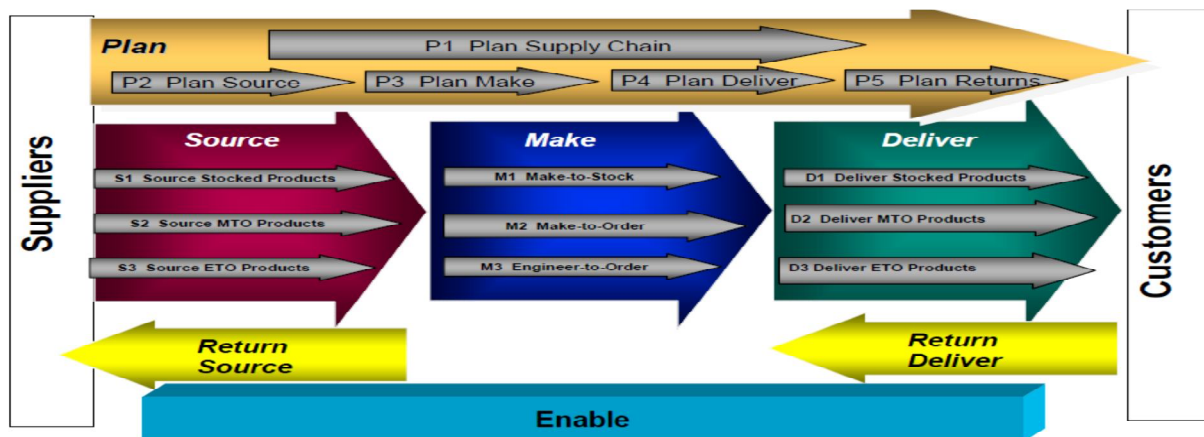 Suppliers
Plan
P1 Plan Supply Chain
P2 Plan Source
P3 Plan Make
P4 Plan Deliver
P5 Plan Returns
Source
S1 Source Stocked Products
S2 Source MTO Products
S3 Source ETO Products
Make
M1 Make-to-Stock
M2 Make-to-Order
M3 Engineer-to-Order
Deliver
D1 Deliver Stocked Products
D2 Deliver MTO Products
D3 Deliver ETO Products
Return
Source
Return
Deliver
Enable
Customers